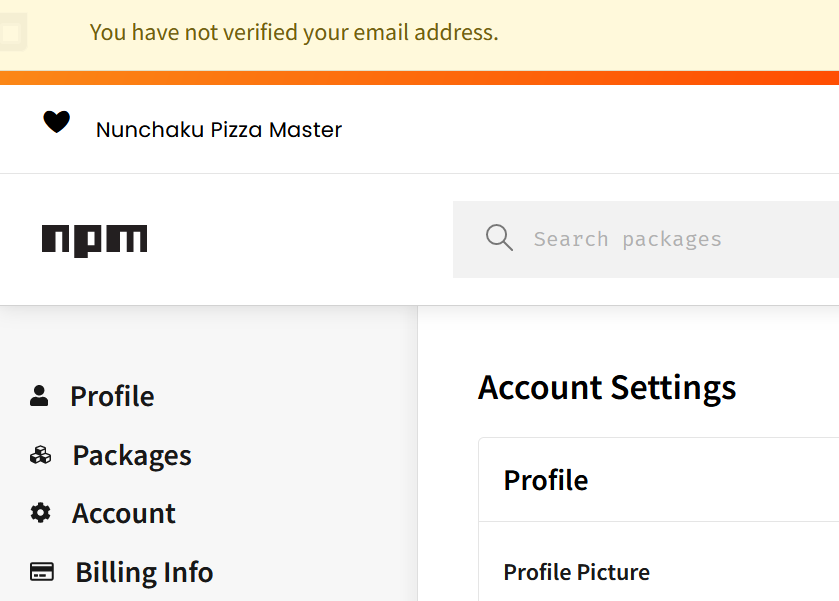 You have not verified your email address.
Nunchaku Pizza Master
npm
Search packages
Profile
Packages
Account
Billing Info
Account Settings
Profile
Profile Picture